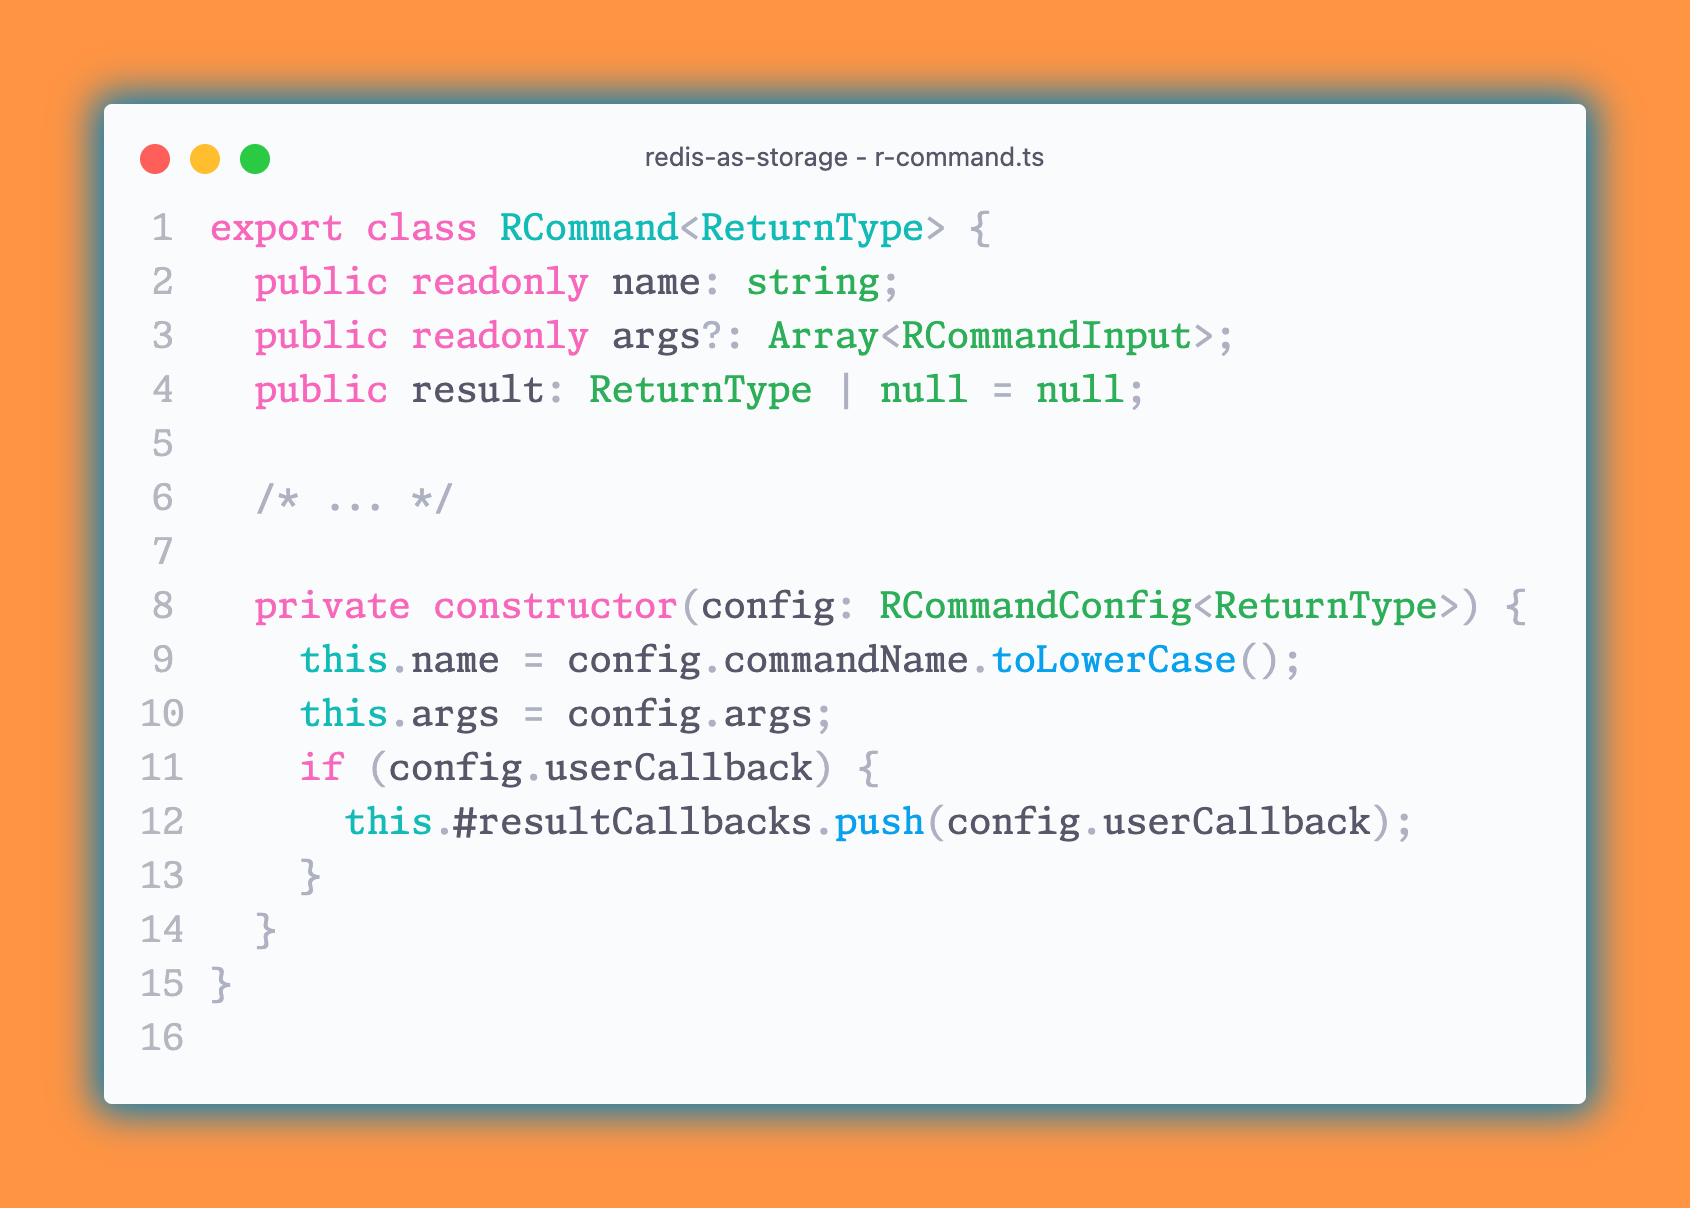 redis-as-storage - r-command.ts
1 export class RCommand<ReturnType> {
2   public readonly name: string;
3   public readonly args?: Array<RCommandInput>;
4   public result: ReturnType | null = null;
5
6   /* ... */
7
8   private constructor(config: RCommandConfig<ReturnType>) {
9     this.name = config.commandName.toLowerCase();
10     this.args = config.args;
11     if (config.userCallback) {
12       this.#resultCallbacks.push(config.userCallback);
13     }
14   }
15 }
16